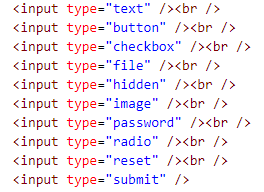 <input type="text" /><br />
<input type="button" /><br />
<input type="checkbox" /><br />
<input type="file" /><br />
<input type="hidden" /><br />
<input type="image" /><br />
<input type="password" /><br />
<input type="radio" /><br />
<input type="reset" /><br />
<input type="submit" />